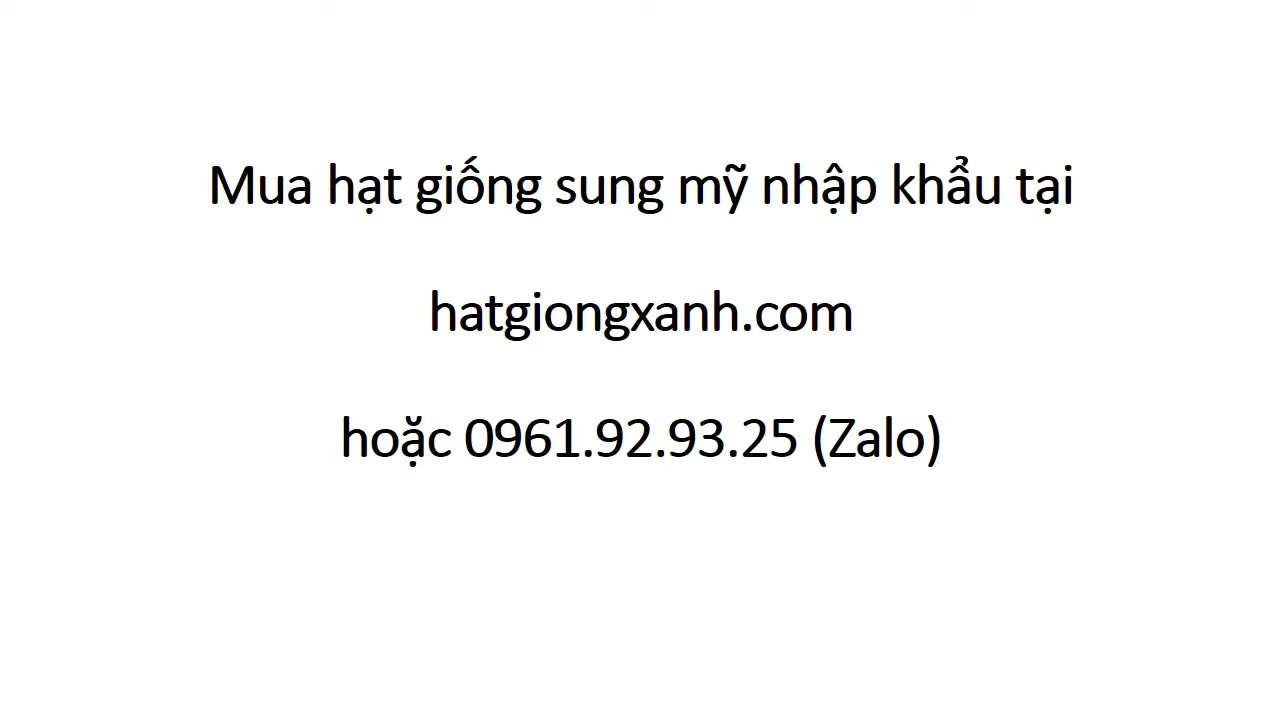 Mua hạt giống sung mỹ nhập khẩu tại
hatgiongxanh.com
hoặc 0961.92.93.25 (Zalo)